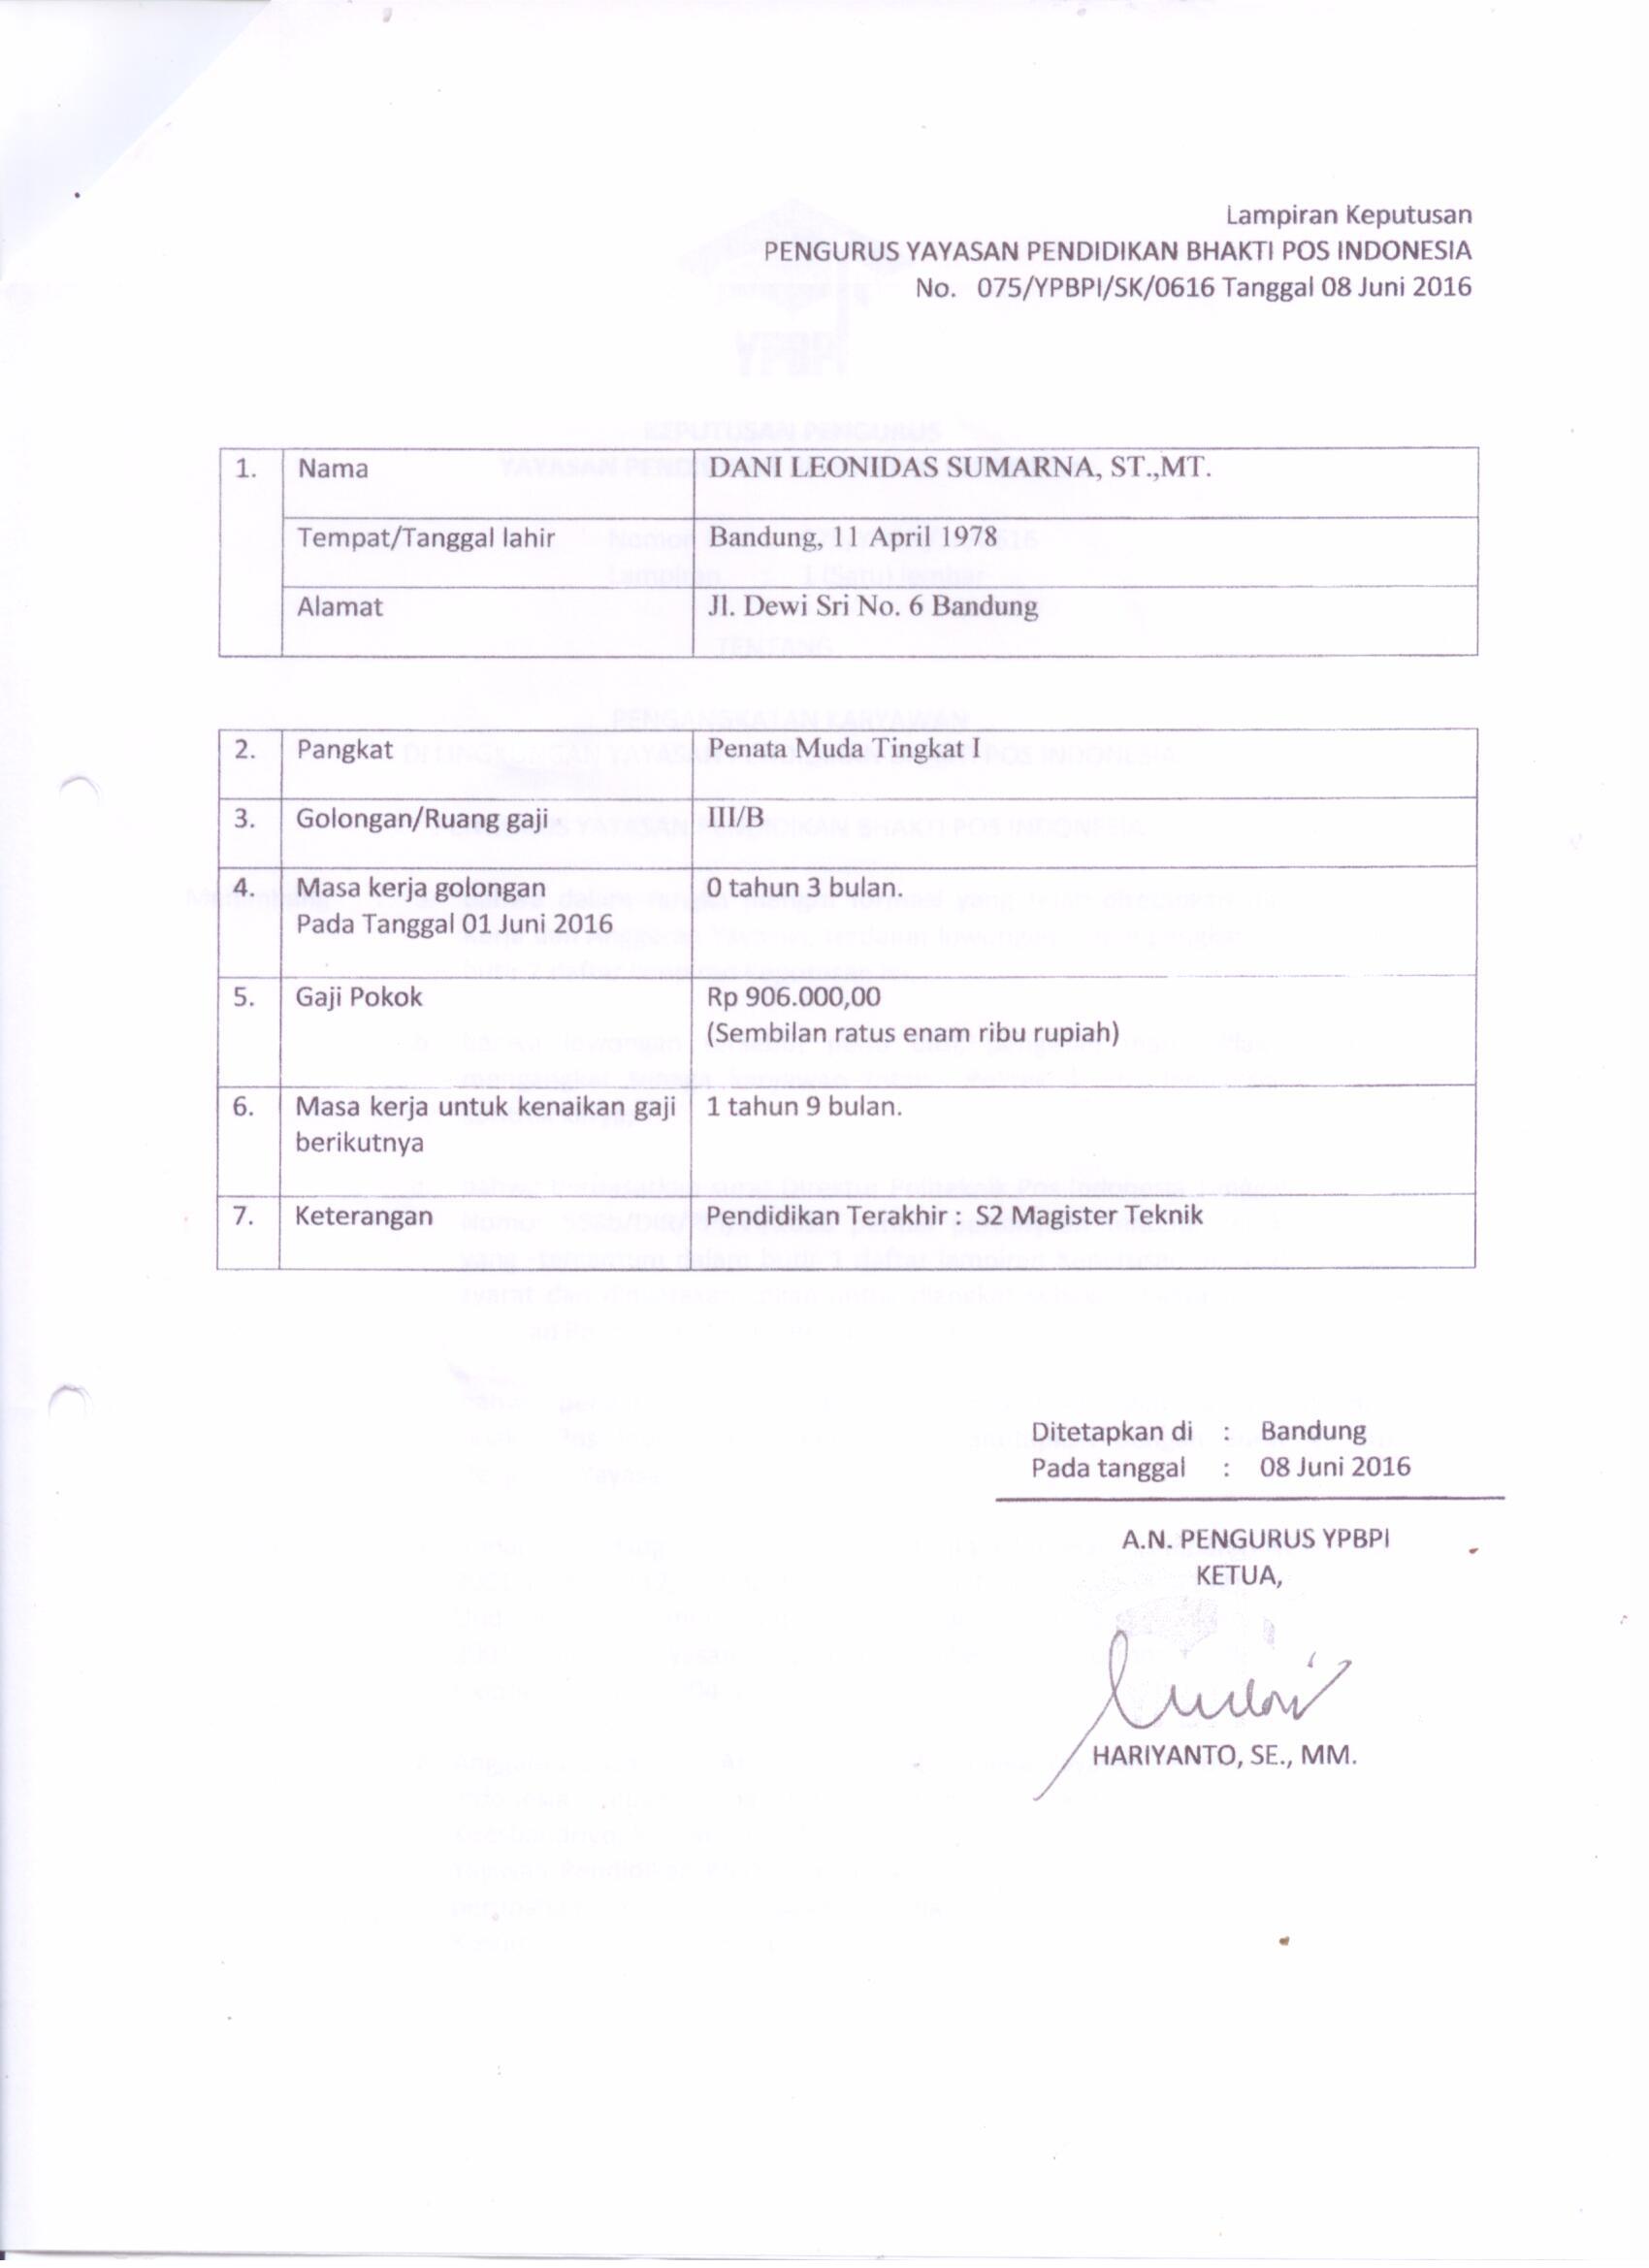 Lampiran Keputusan
PENGURUS YAYASAN PENDIDIKAN BHAKTI POS INDONESIA
No. 075/YPBPI/SK/0616 Tanggal 08 Juni 2016
1. Nama DANI LEONIDAS SUMARNA, ST.,MT.
Tempat/Tanggal lahir Bandung, 11 April 1978
Alamat Jl. Dewi Sri No. 6 Bandung
2. Pangkat Penata Muda Tingkat I
3. Golongan/Ruang gaji III/B
4. Masa kerja golongan 0 tahun 3 bulan.
Pada Tanggal 01 Juni 2016
5. Gaji Pokok Rp 906.000,00
(Sembilan ratus enam ribu rupiah)
6. Masa kerja untuk kenaikan gaji 1 tahun 9 bulan.
berikutnya
7. Keterangan Pendidikan Terakhir : S2 Magister Teknik
Ditetapkan di : Bandung
Pada tanggal : 08 Juni 2016
A.N. PENGURUS YPBPI
KETUA,
HARIYANTO, SE., MM.